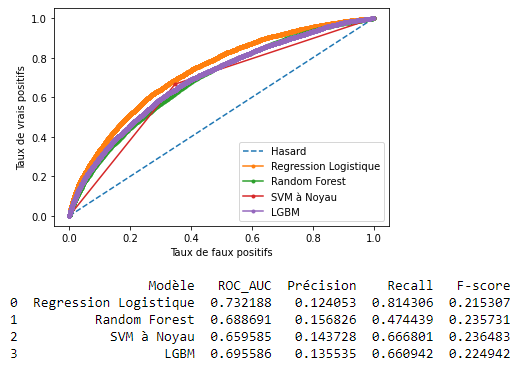 1.0
0.8
0.6
0.4
0.2
0.0
Taux de vrais positifs
Hasard
Regression Logistique
Random Forest
SVM à Noyau
LGBM
0.0 0.2 0.4 0.6 0.8 1.0
Taux de faux positifs
Modèle ROC_AUC Précision Recall F-score
0 Regression Logistique 0.732188 0.124053 0.814306 0.215307
1 Random Forest 0.688691 0.156826 0.474439 0.235731
2 SVM à Noyau 0.659585 0.143728 0.666801 0.236483
3 LGBM 0.695586 0.135535 0.660942 0.224942